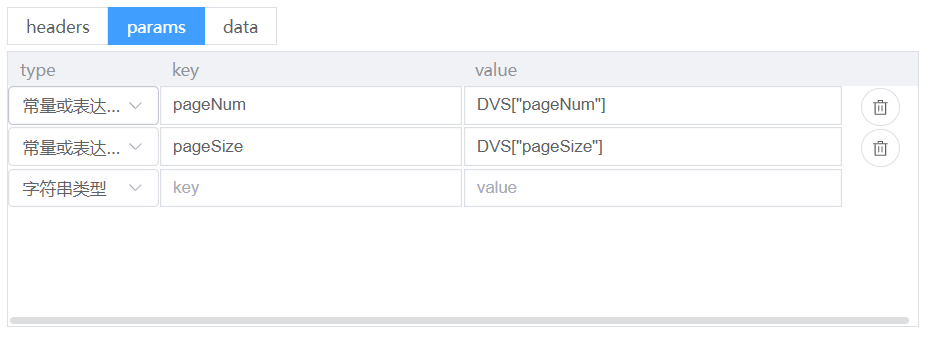 headers params data
type key value
常量或表达... pageNum DVS["pageNum"]
常量或表达... pageSize DVS["pageSize"]
字符串类型 key value